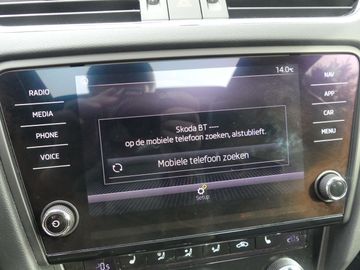 14.0°C
RADIO
MEDIA
PHONE
VOICE
Skoda BT ----
op de mobiele telefoon zoeken, alstublieft.
Mobiele telefoon zoeken
Setup
NAV
APP
CAR
MENU